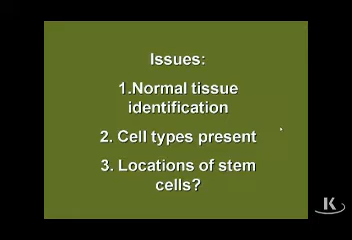 Issues:
1.Normal tissue
identification
2. Cell types present
3. Locations of stem
cells?
K